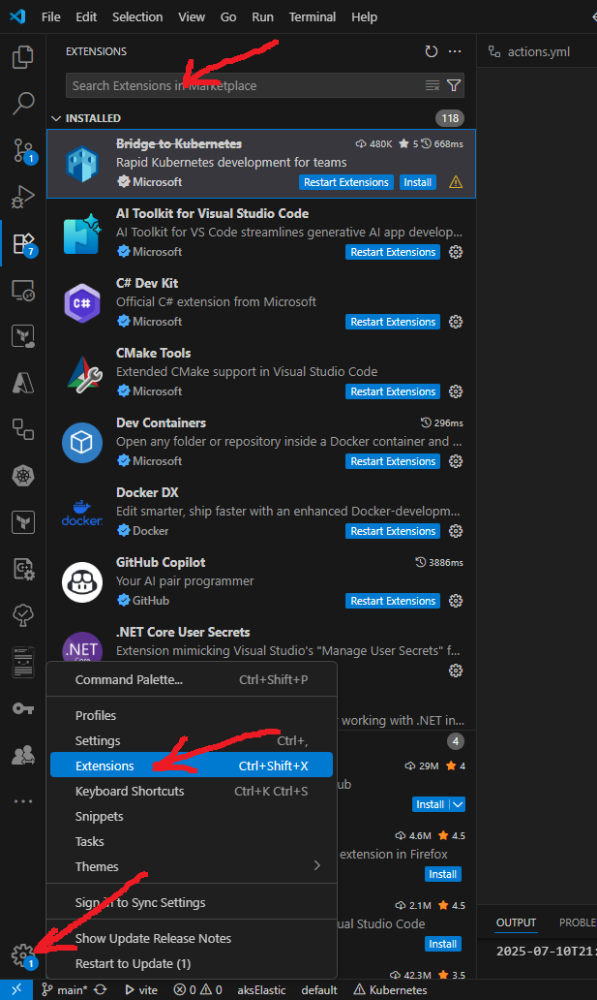 File Edit Selection View Go Run Terminal Help
EXTENSIONS
actions.yml
Search Extensions in Marketplace
INSTALLED 118
Bridge to Kubernetes 480K 5 668ms
Rapid Kubernetes development for teams
Microsoft Restart Extensions Install
1
AI Toolkit for Visual Studio Code
AI Toolkit for VS Code streamlines generative AI app develop...
Microsoft Restart Extensions
7
C# Dev Kit
C#
Official C# extension from Microsoft
Microsoft Restart Extensions
CMake Tools
Extended CMake support in Visual Studio Code
Microsoft Restart Extensions
Dev Containers 296ms
Open any folder or repository inside a Docker container and ...
Microsoft Restart Extensions
Docker DX
docker
Edit smarter, ship faster with an enhanced Docker-developm...
Docker Restart Extensions
GitHub Copilot 3886ms
Your AI pair programmer
GitHub Restart Extensions
.NET Core User Secrets
.NET
Extension mimicking Visual Studio's "Manage User Secrets" f...
Command Palette... Ctrl+Shift+P
Profiles
working with .NET in...
Settings Ctrl+,
4
Extensions Ctrl+Shift+X
29M 4
Keyboard Shortcuts Ctrl+K Ctrl+S
ub
Install
Snippets
4.6M 4.5
Tasks
extension in Firefox
Themes
Install
Sign in to Sync Settings
2.1M 4.5
ual Studio Code
Show Update Release Notes
Install
Restart to Update (1)
1
42.3M 3.5
OUTPUT PROBLE
2025-07-10T21:
main* vite 0 0 aksElastic default Kubernetes